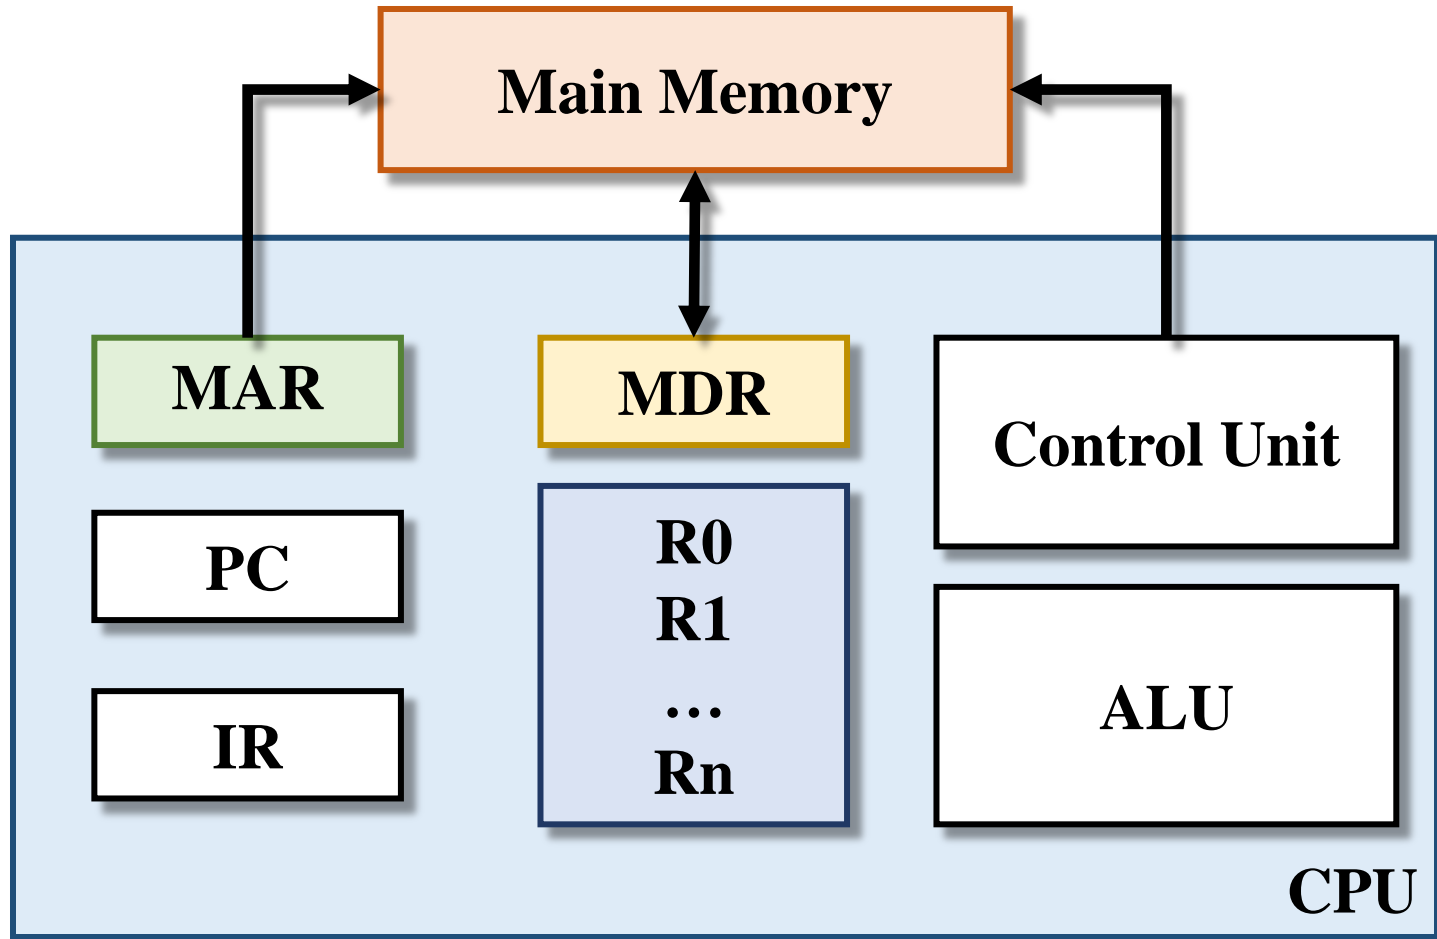 Main Memory
MAR
MDR
Control Unit
PC
R0
R1
...
Rn
IR
ALU
CPU